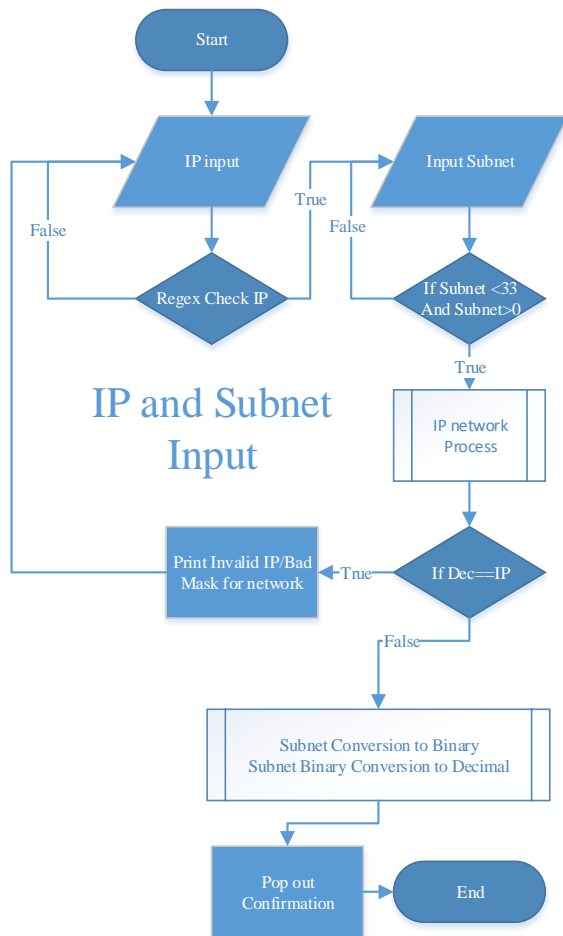 Start
IP input
Input Subnet
True
False
False
Regex Check IP
If Subnet <33
And Subnet>0
True
IP and Subnet
Input
IP network
Process
Print Invalid IP/Bad
Mask for network
True
If Dec==IP
False
Subnet Conversion to Binary
Subnet Binary Conversion to Decimal
Pop out
Confirmation
End